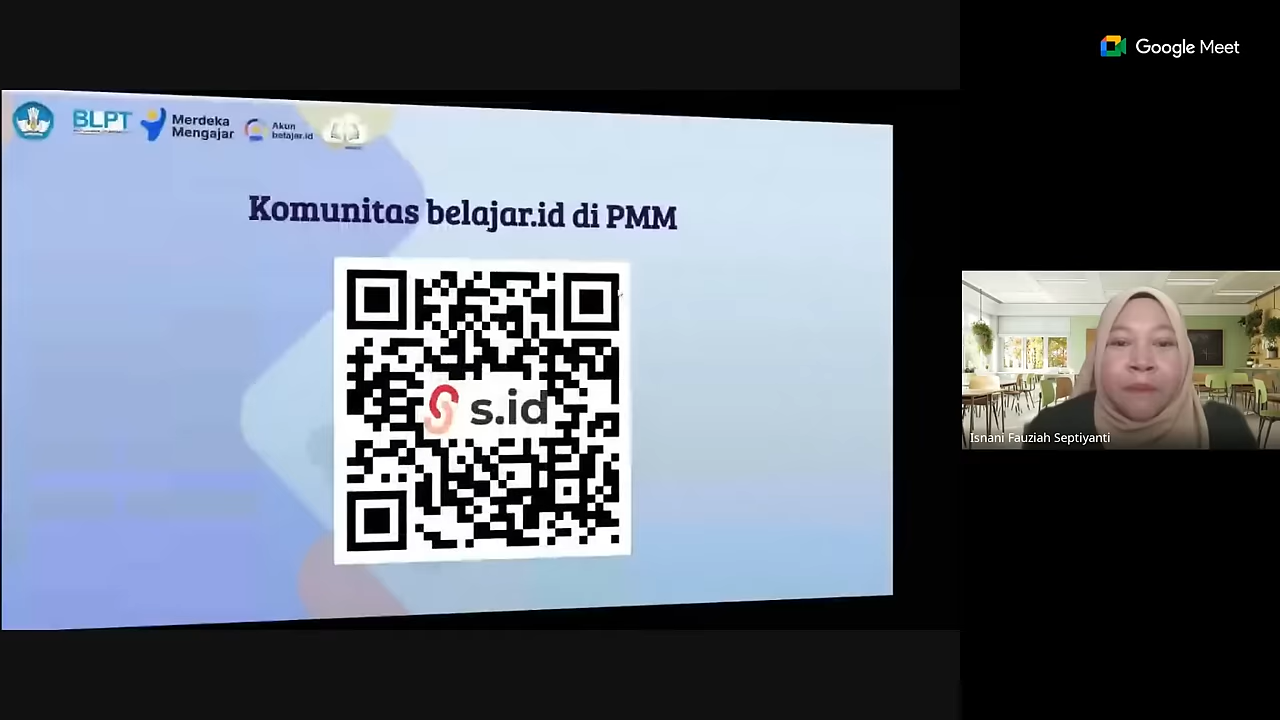 BLPT
Merdeka
Mengajar
Akun
belajar.id
Komunitas belajar.id di PMM
s.id
Google Meet
Isnani Fauziah Septiyanti